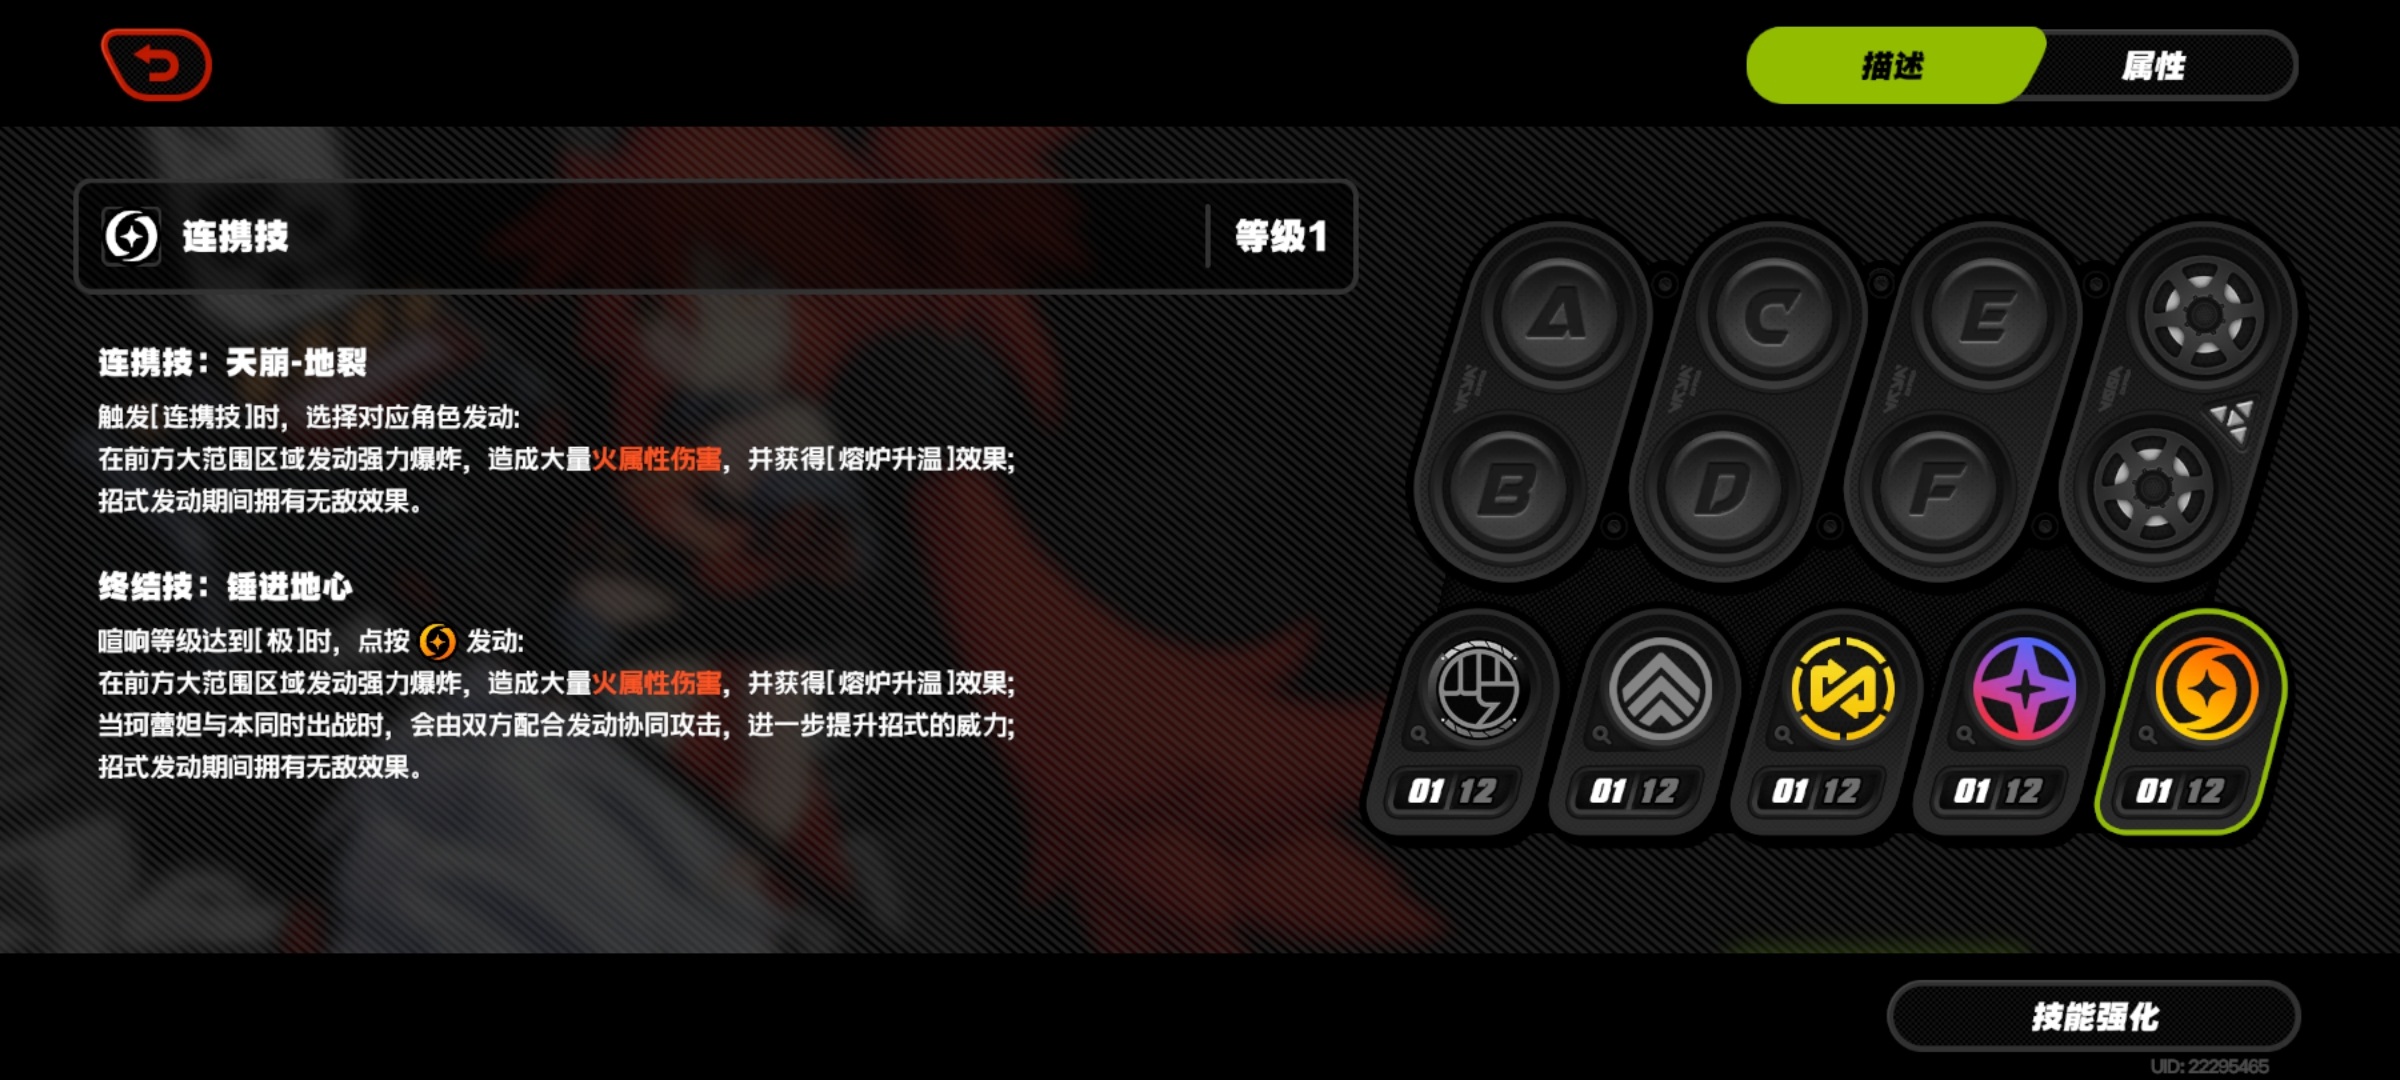 描述
属性
连携技
等级1
连携技：天崩-地裂
触发[连携技]时，选择对应角色发动:
在前方大范围区域发动强力爆炸，造成大量火属性伤害，并获得[熔炉升温]效果;
招式发动期间拥有无敌效果。
终结技：锤进地心
喧响等级达到[极]时，点按 发动:
在前方大范围区域发动强力爆炸，造成大量火属性伤害，并获得[熔炉升温]效果;
当珂蕾妲与本同时出战时，会由双方配合发动协同攻击，进一步提升招式的威力;
招式发动期间拥有无敌效果。
A C E
B D F
01 12 01 12 01 12 01 12 01 12
技能强化
UID: 22295465